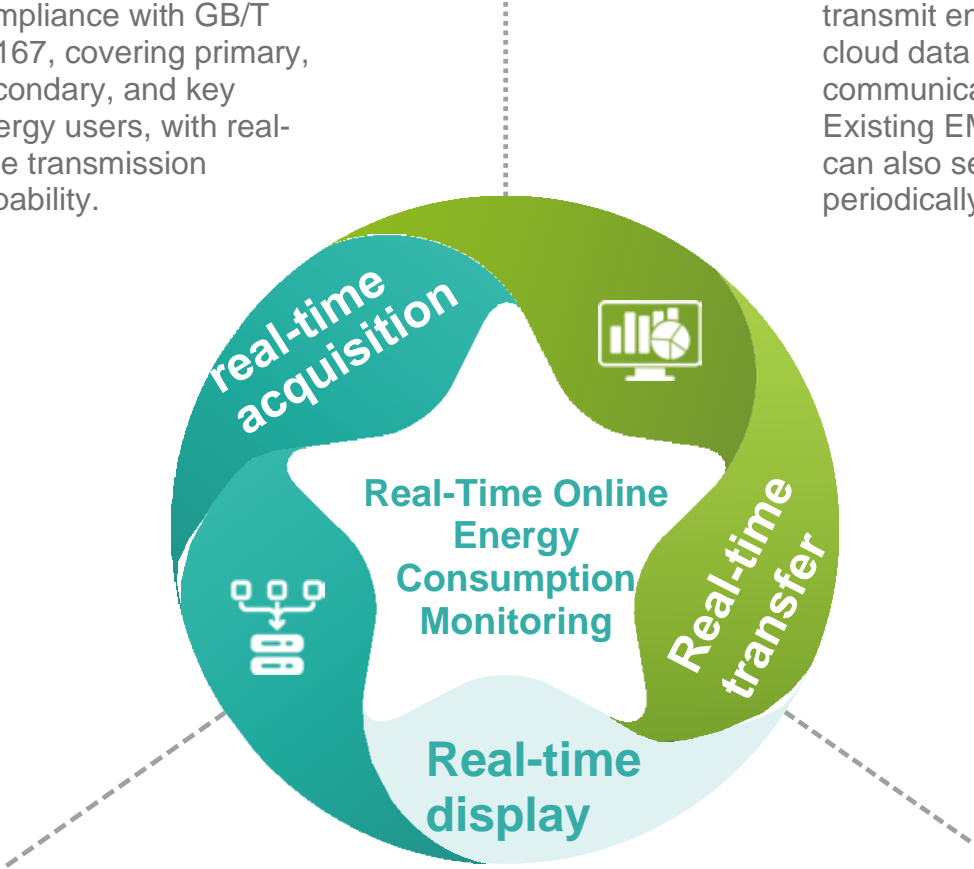 mpliance with GB/T
167, covering primary,
condary, and key
ergy users, with real-
e transmission
ability.
transmit en
cloud data
communica
Existing EM
can also se
periodically
real-time
acquisition
Real-Time Online
Energy
Consumption
Monitoring
Real-time
transfer
Real-time
display